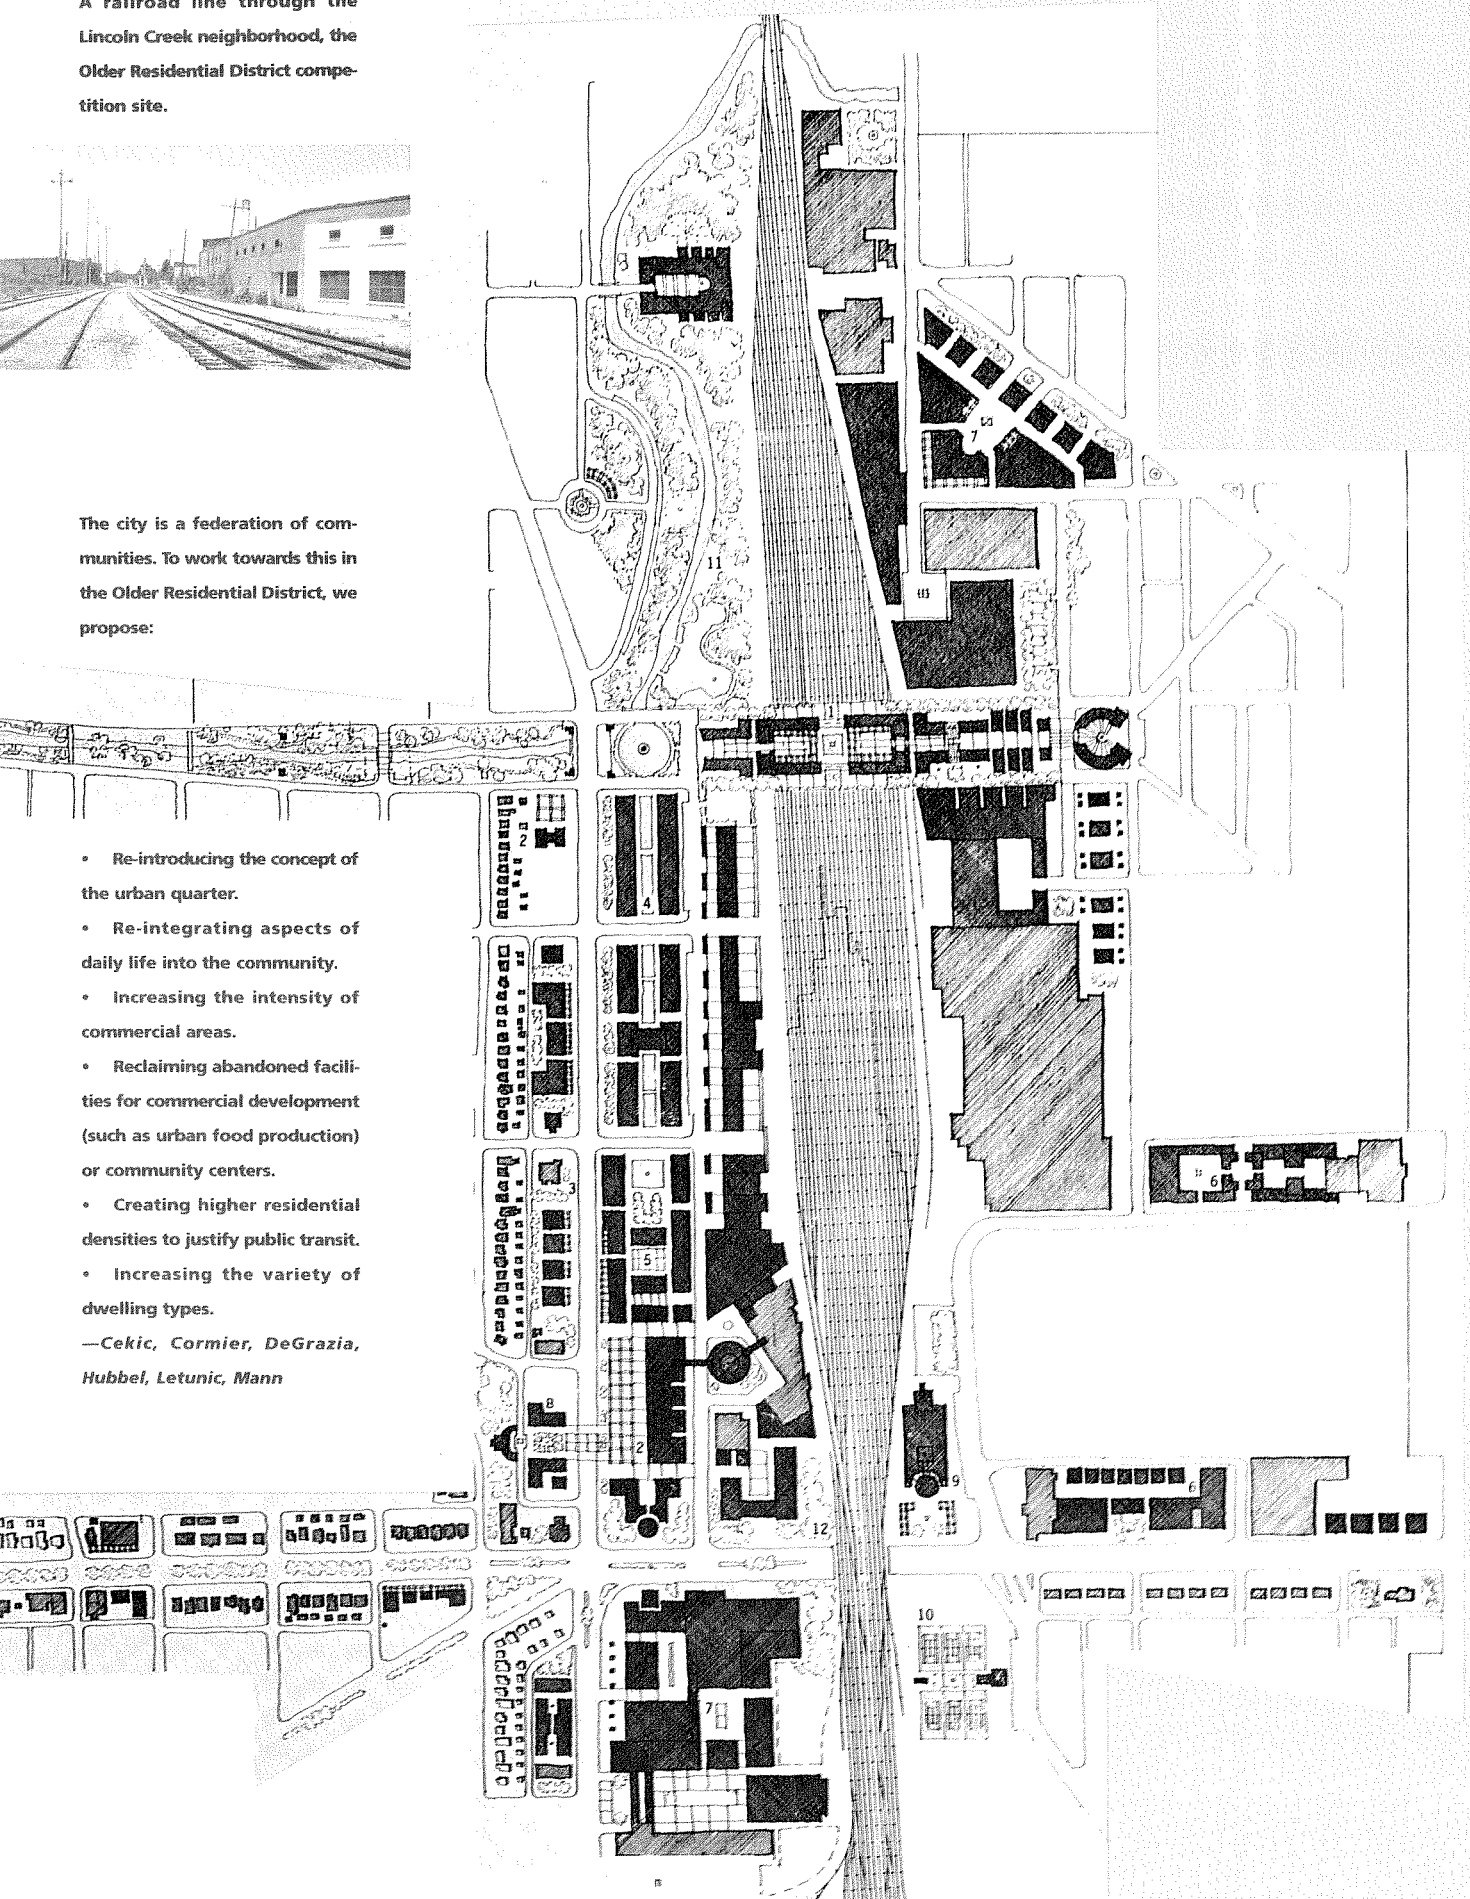 A railroad line through the
Lincoln Creek neighborhood, the
Older Residential District compe-
tition site.
The city is a federation of com-
munities. To work towards this in
the Older Residential District, we
propose:
• Re-introducing the concept of
the urban quarter.
• Re-integrating aspects of
daily life into the community.
• Increasing the intensity of
commercial areas.
• Reclaiming abandoned facili-
ties for commercial development
(such as urban food production)
or community centers.
• Creating higher residential
densities to justify public transit.
• Increasing the variety of
dwelling types.
—Cekic, Cormier, DeGrazia,
Hubbel, Letunic, Mann
7
11
1
2
4
3
6
5
8
2
9
6
12
10
7